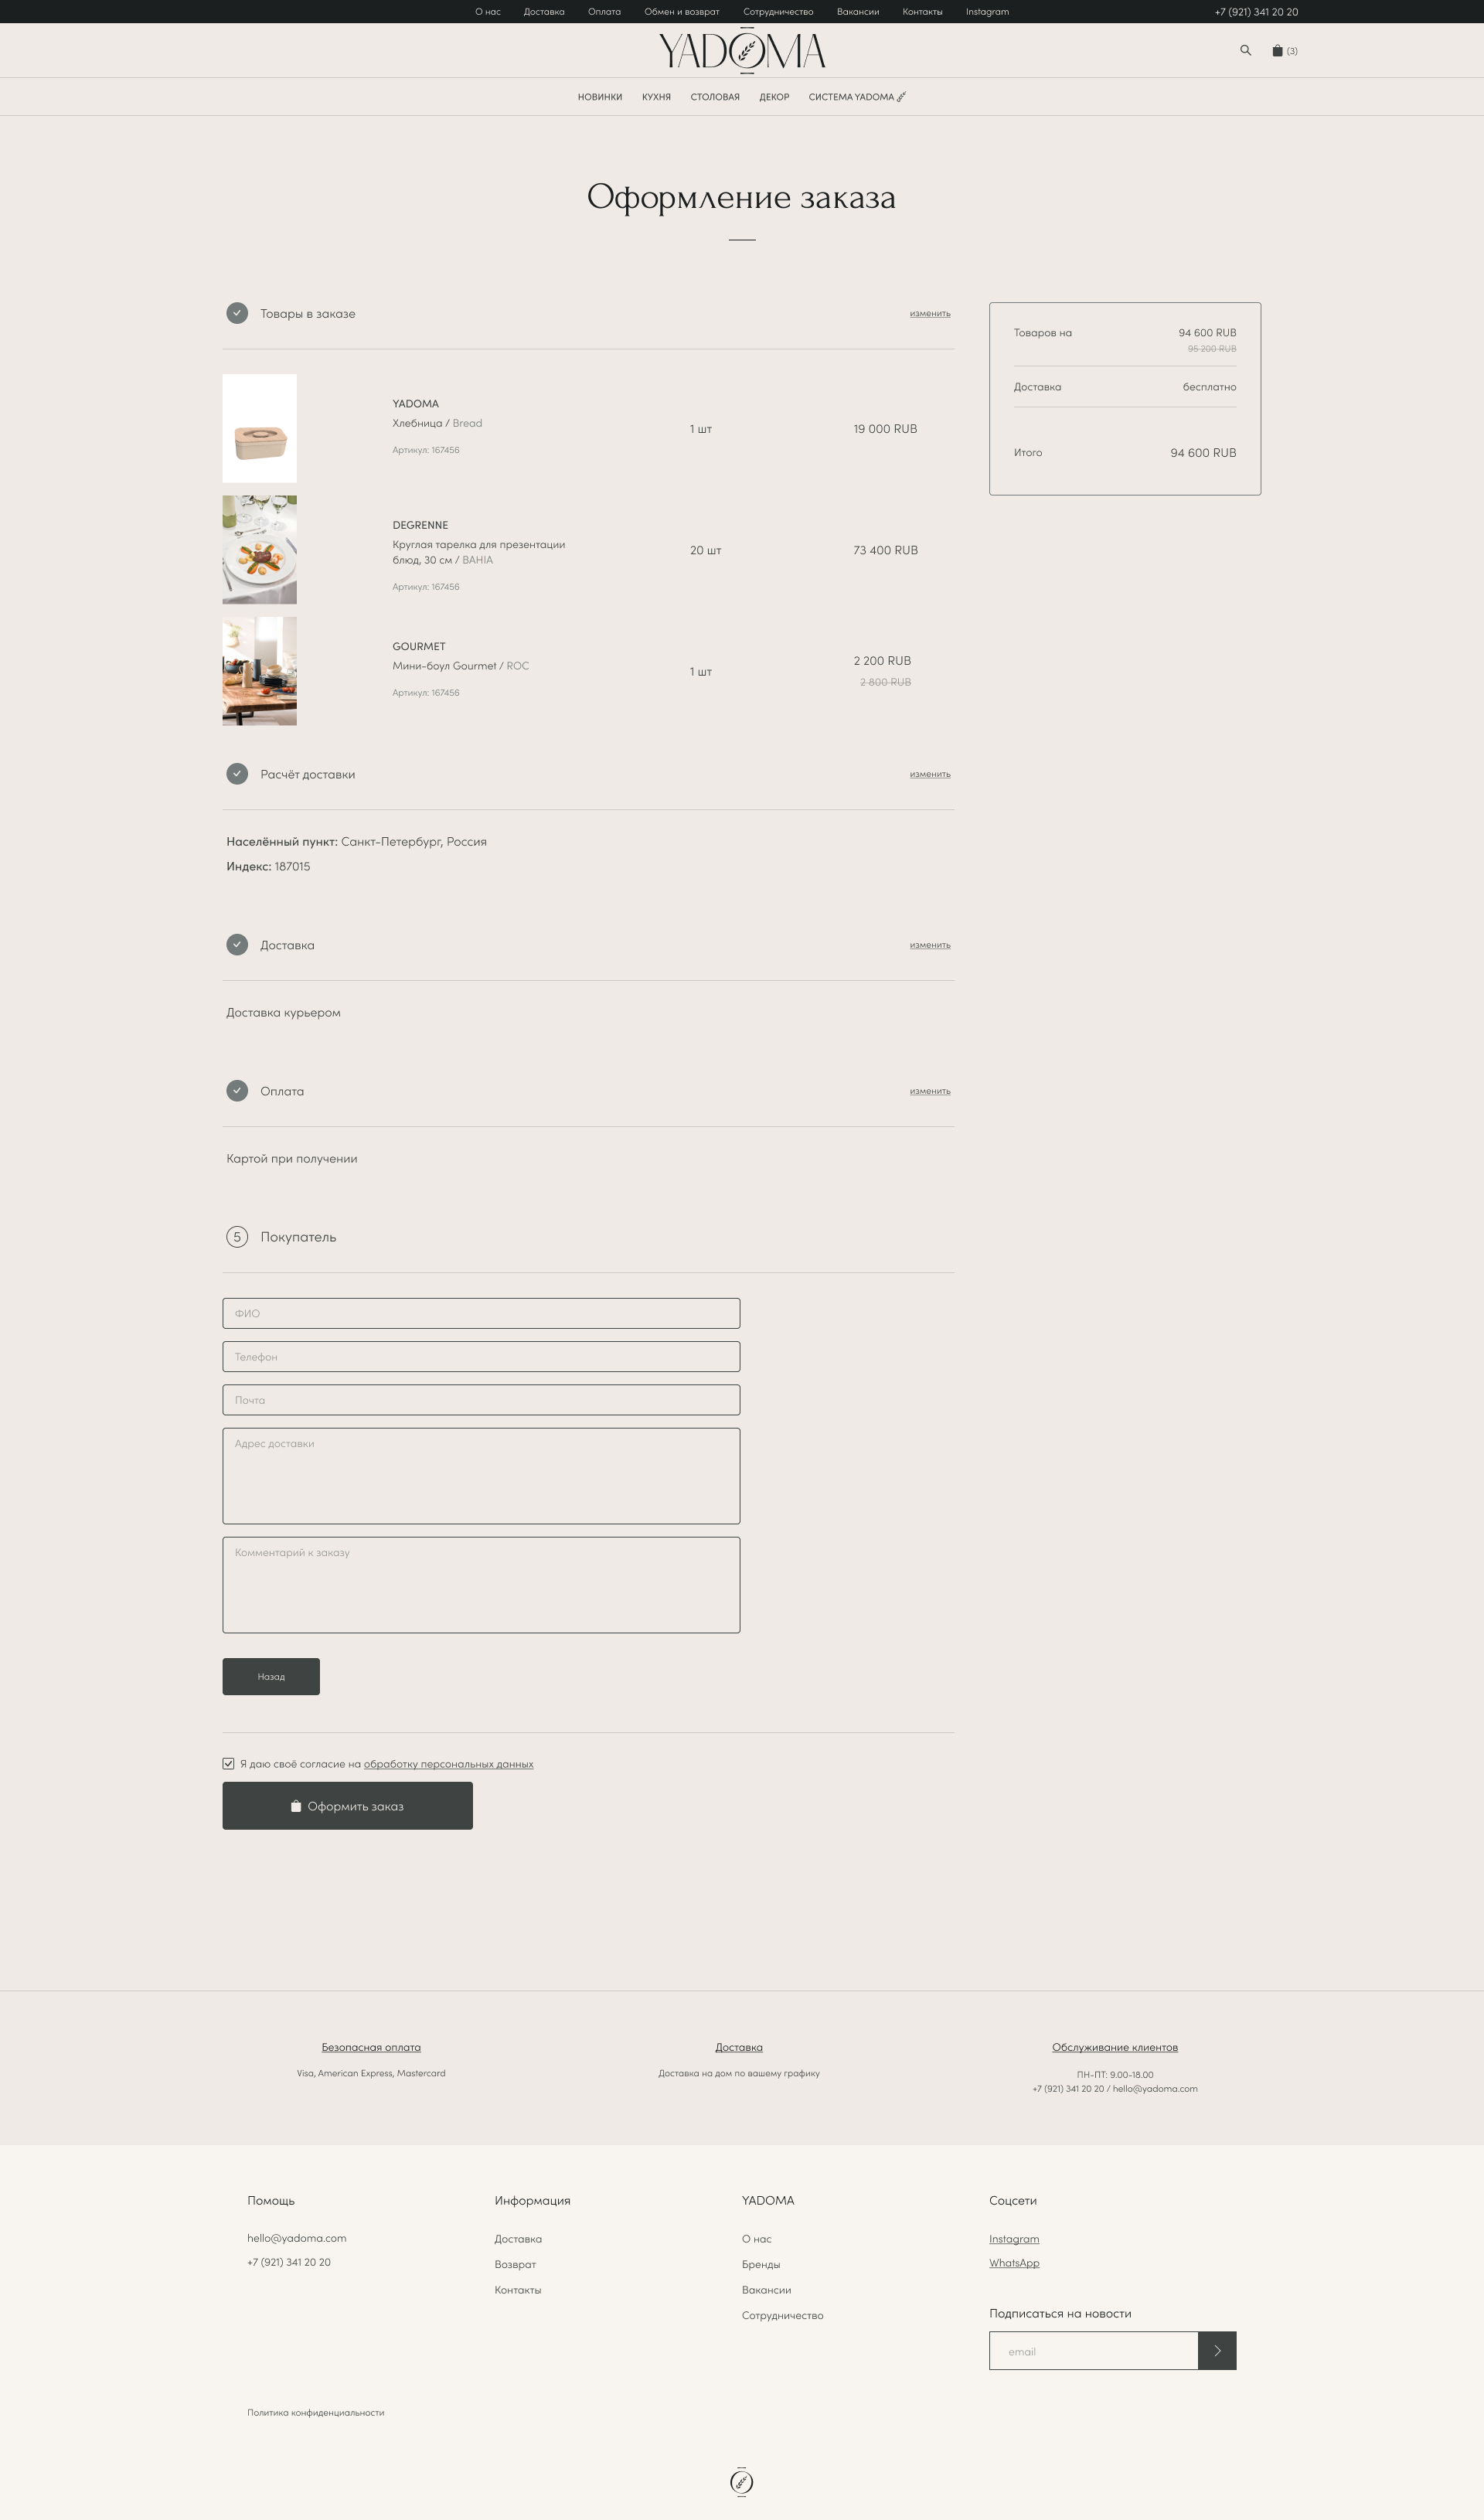 О нас Доставка Оплата Обмен и возврат Сотрудничество Вакансии Контакты Instagram +7 (921) 341 20 20
YADOMA
(3)
НОВИНКИ КУХНЯ СТОЛОВАЯ ДЕКОР СИСТЕМА YADOMA
Оформление заказа
Товары в заказе изменить
YADOMA
Хлебница / Bread
Артикул: 167456
1 шт
19 000 RUB
DEGRENNE
Круглая тарелка для презентации
блюд, 30 см / BAHIA
Артикул: 167456
20 шт
73 400 RUB
GOURMET
Мини-боул Gourmet / ROC
Артикул: 167456
1 шт
2 200 RUB
2 800 RUB
Товаров на 94 600 RUB
95 200 RUB
Доставка бесплатно
Итого 94 600 RUB
Расчёт доставки изменить
Населённый пункт: Санкт-Петербург, Россия
Индекс: 187015
Доставка изменить
Доставка курьером
Оплата изменить
Картой при получении
5 Покупатель
ФИО
Телефон
Почта
Адрес доставки
Комментарий к заказу
Назад
Я даю своё согласие на обработку персональных данных
Оформить заказ
Безопасная оплата
Visa, American Express, Mastercard
Доставка
Доставка на дом по вашему графику
Обслуживание клиентов
ПН-ПТ: 9.00-18.00
+7 (921) 341 20 20 / hello@yadoma.com
Помощь
hello@yadoma.com
+7 (921) 341 20 20
Информация
Доставка
Возврат
Контакты
YADOMA
О нас
Бренды
Вакансии
Сотрудничество
Соцсети
Instagram
WhatsApp
Подписаться на новости
email
Политика конфиденциальности